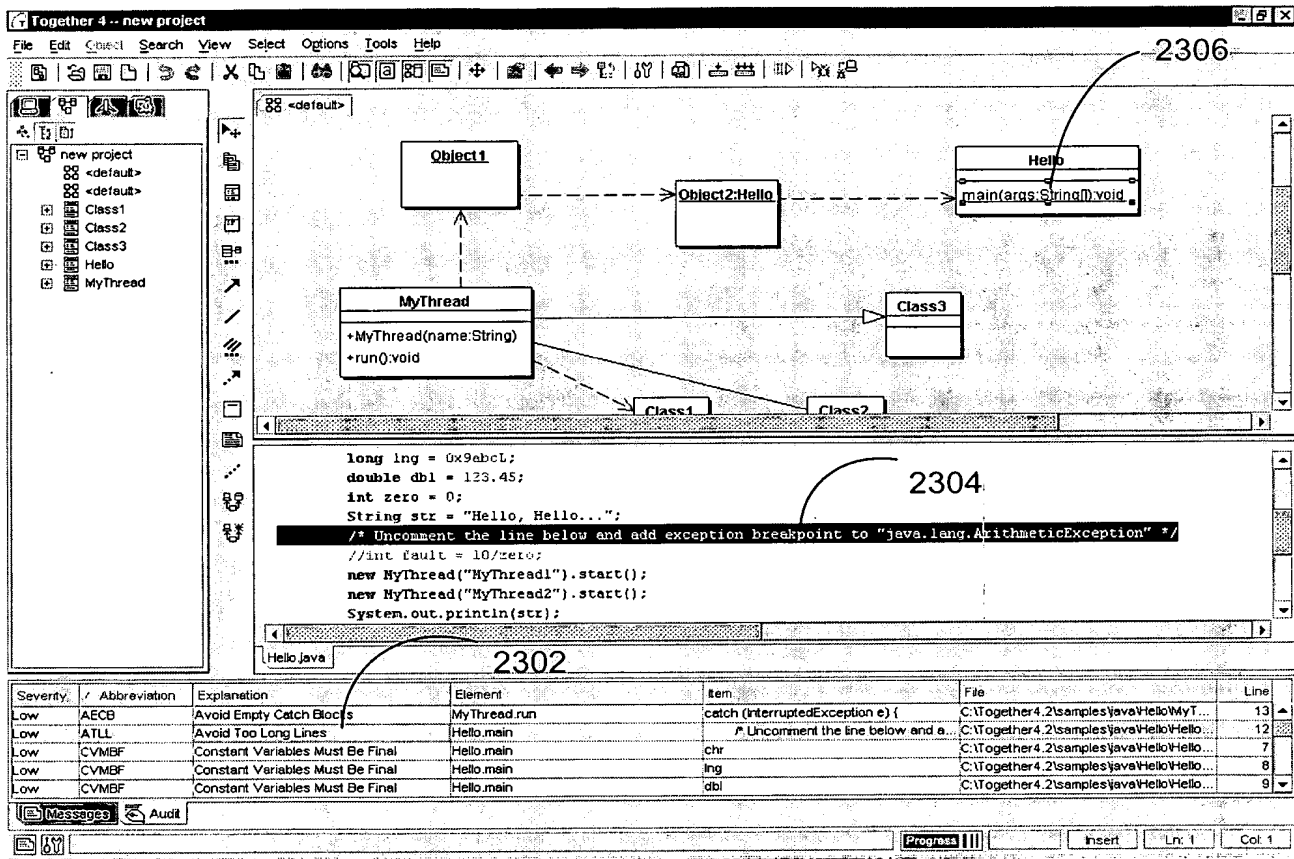 Together 4 -- new project
File Edit Object Search View Select Options Tools Help
2306
<default>
new project
<default>
<default>
Class1
Class2
Class3
Hello
MyThread
Object1
Object2:Hello
Hello
main(args:String[]):void
MyThread
+MyThread(name:String)
+run():void
Class3
Class1
Class2
long lng = 0x9abcL;
double dbl = 123.45;
int zero = 0;
String str = "Hello, Hello...";
/* Uncomment the line below and add exception breakpoint to "java.lang.ArithmeticException" */
//int fault = 10/zero;
new MyThread("MyThread1").start();
new MyThread("MyThread2").start();
System.out.println(str);
2304
Hello.java
2302
Severity Abbreviation Explanation Element Item File Line
Low AECB Avoid Empty Catch Blocks MyThread.run catch (InterruptedException e) { C:\Together4.2\samples\java\Hello\MyT... 13
Low ATLL Avoid Too Long Lines Hello.main /* Uncomment the line below and a... C:\Together4.2\samples\java\Hello\Hello... 12
Low CVMBF Constant Variables Must Be Final Hello.main chr C:\Together4.2\samples\java\Hello\Hello... 7
Low CVMBF Constant Variables Must Be Final Hello.main lng C:\Together4.2\samples\java\Hello\Hello... 8
Low CVMBF Constant Variables Must Be Final Hello.main dbl C:\Together4.2\samples\java\Hello\Hello... 9
Messages Audit
Progress Insert Ln: 1 Col: 1